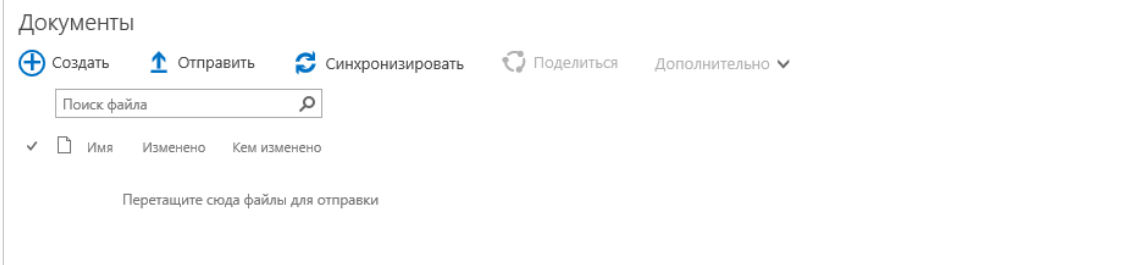 Документы
Создать Отправить Синхронизировать Поделиться Дополнительно
Поиск файла
Имя Изменено Кем изменено
Перетащите сюда файлы для отправки